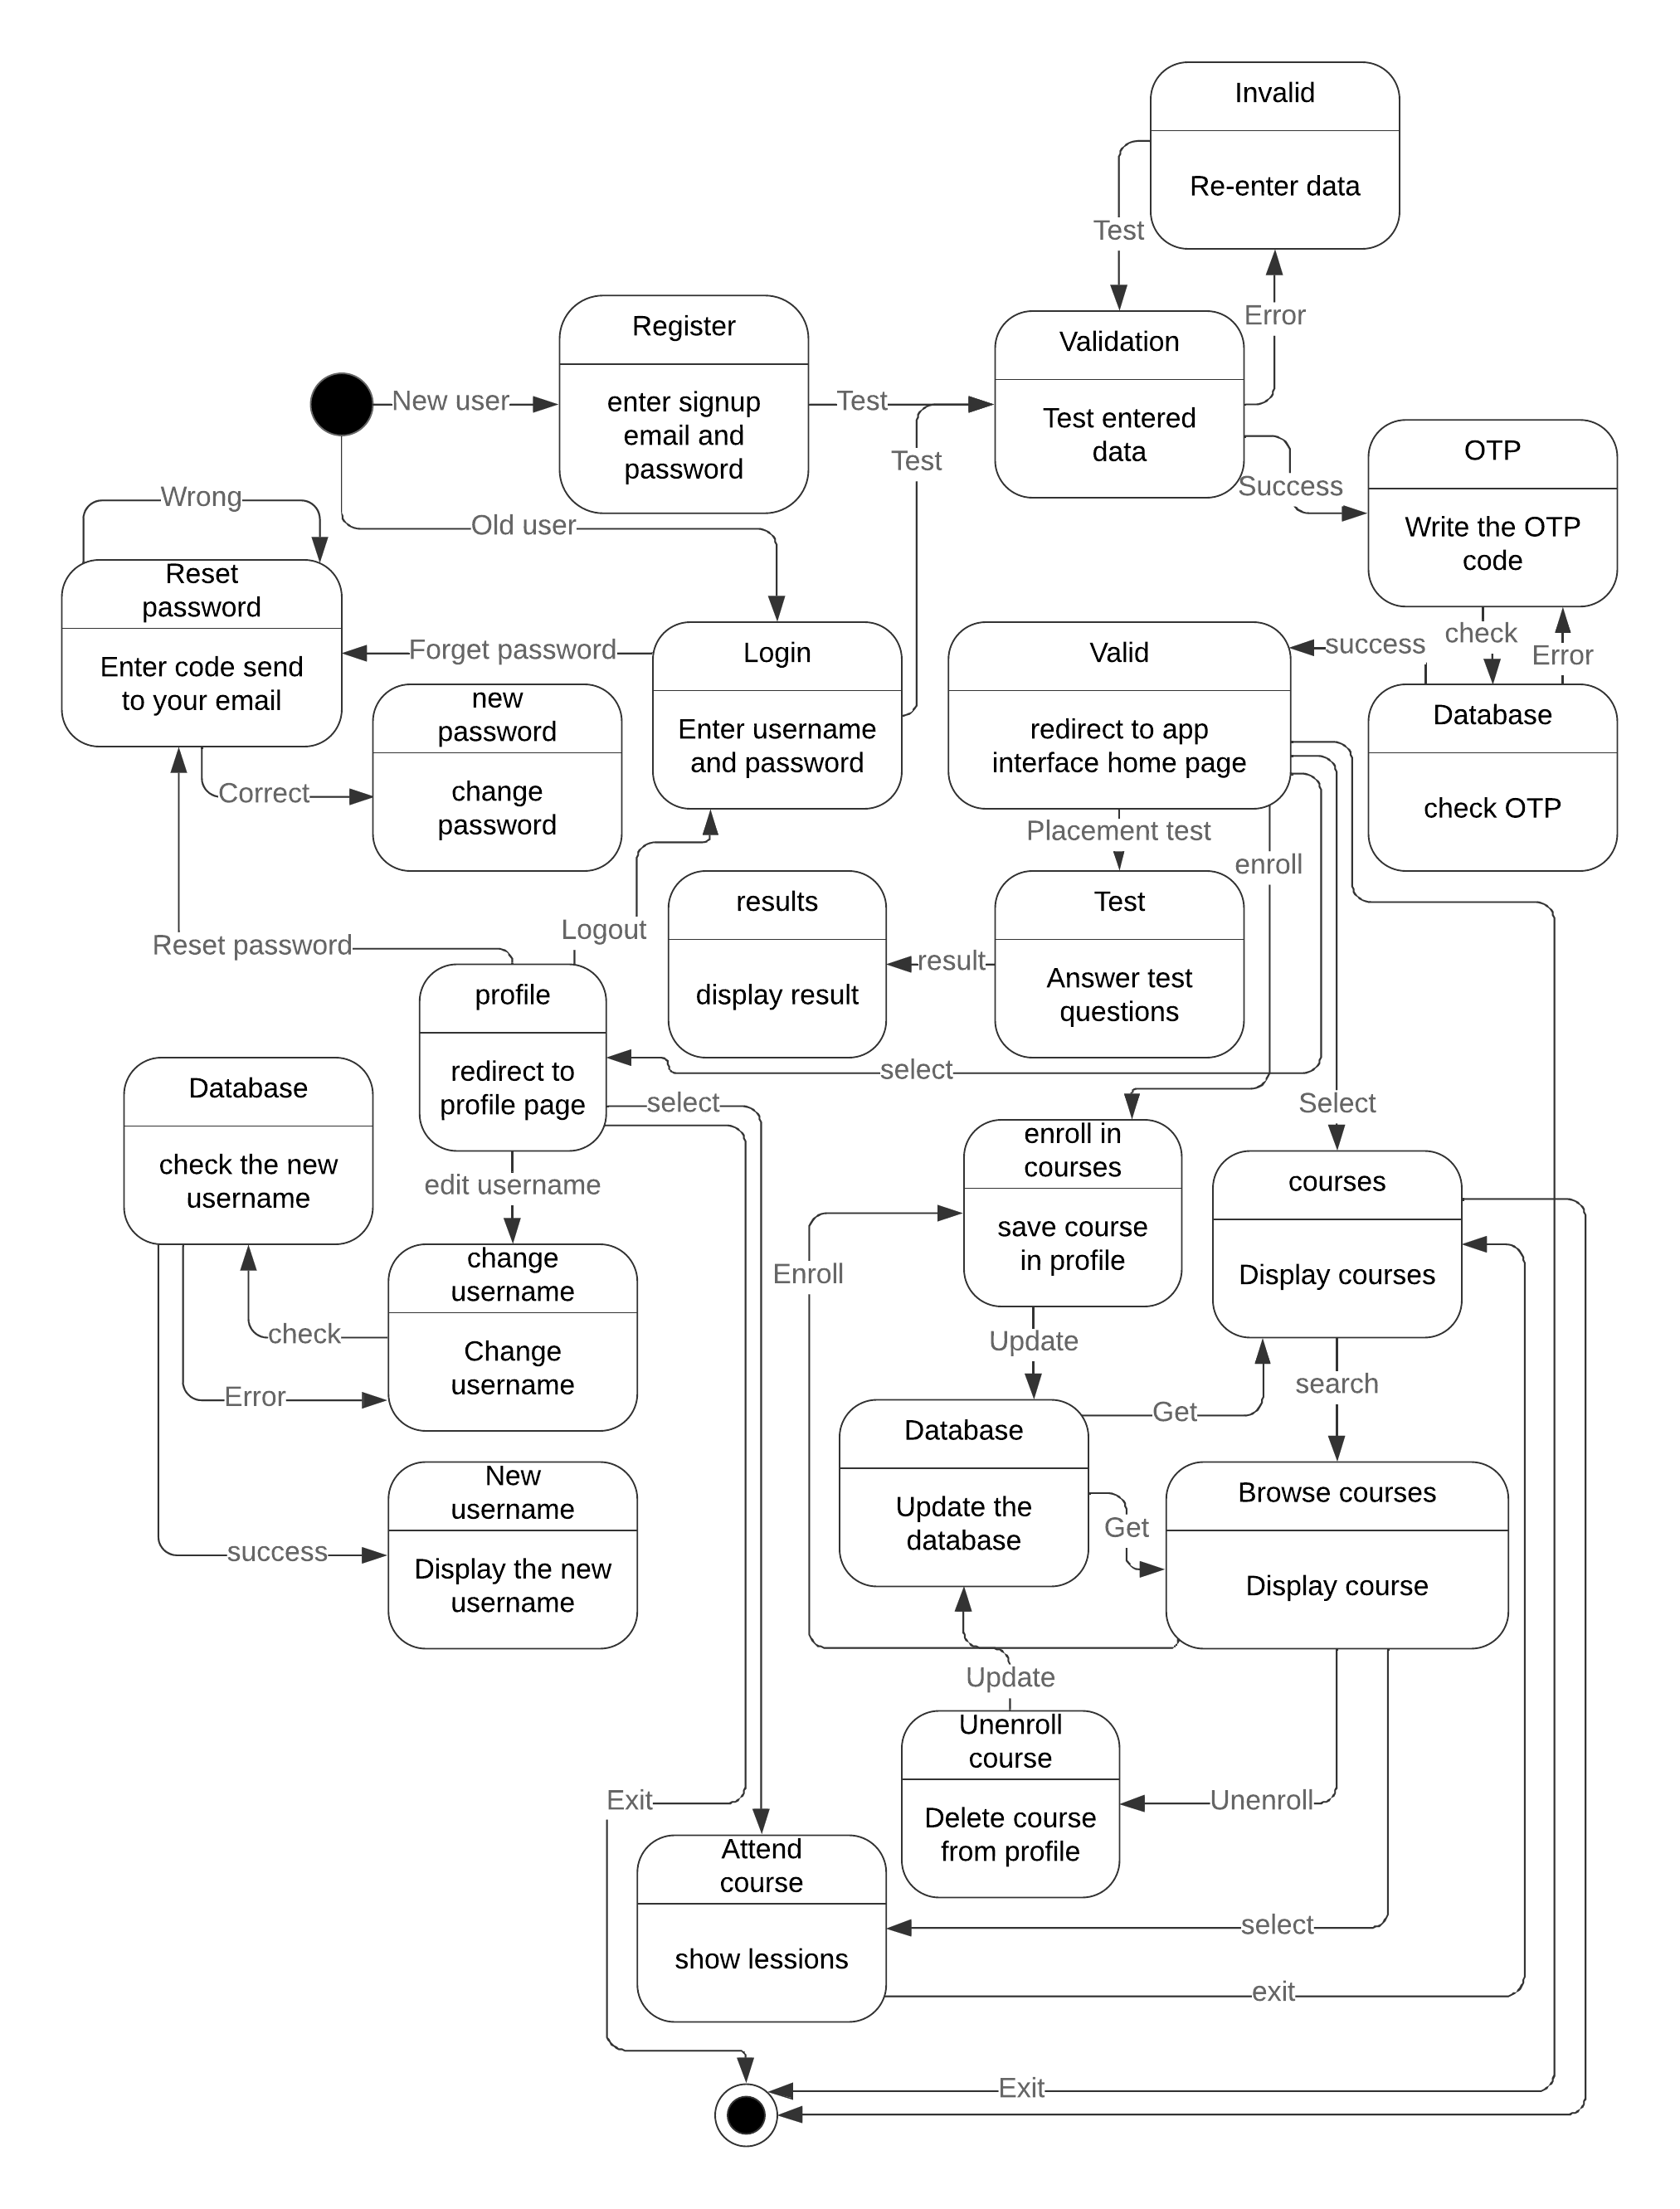 Invalid
Re-enter data
Test
Error
Register
enter signup
email and
password
New user
Test
Validation
Test entered
data
Test
Success
OTP
Write the OTP
code
Wrong
Old user
Reset
password
Enter code send
to your email
Forget password
Login
Enter username
and password
Valid
redirect to app
interface home page
success
check
Error
Database
check OTP
new
password
change
password
Correct
Placement test
enroll
results
display result
result
Test
Answer test
questions
Logout
Reset password
profile
redirect to
profile page
select
select
Database
check the new
username
edit username
Select
enroll in
courses
save course
in profile
courses
Display courses
change
username
Change
username
check
Error
Enroll
Update
search
Get
Database
Update the
database
Get
Browse courses
Display course
New
username
Display the new
username
success
Update
Unenroll
course
Delete course
from profile
Unenroll
Exit
Attend
course
show lessions
select
exit
Exit